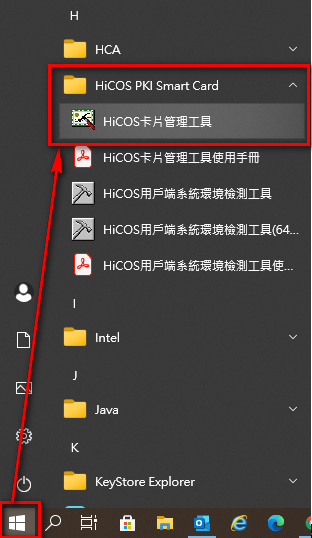 H
HCA
HiCOS PKI Smart Card
HiCOS卡片管理工具
HiCOS卡片管理工具使用手冊
HiCOS用戶端系統環境檢測工具
HiCOS用戶端系統環境檢測工具(64...
HiCOS用戶端系統環境檢測工具使...
I
Intel
J
Java
K
KeyStore Explorer